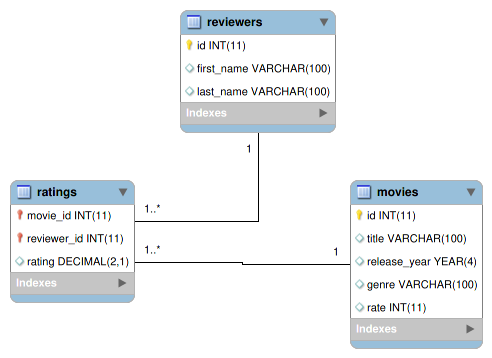 reviewers
id INT(11)
first_name VARCHAR(100)
last_name VARCHAR(100)
Indexes
1
ratings
movie_id INT(11)
reviewer_id INT(11)
rating DECIMAL(2,1)
Indexes
1..*
1..*
1
movies
id INT(11)
title VARCHAR(100)
release_year YEAR(4)
genre VARCHAR(100)
rate INT(11)
Indexes